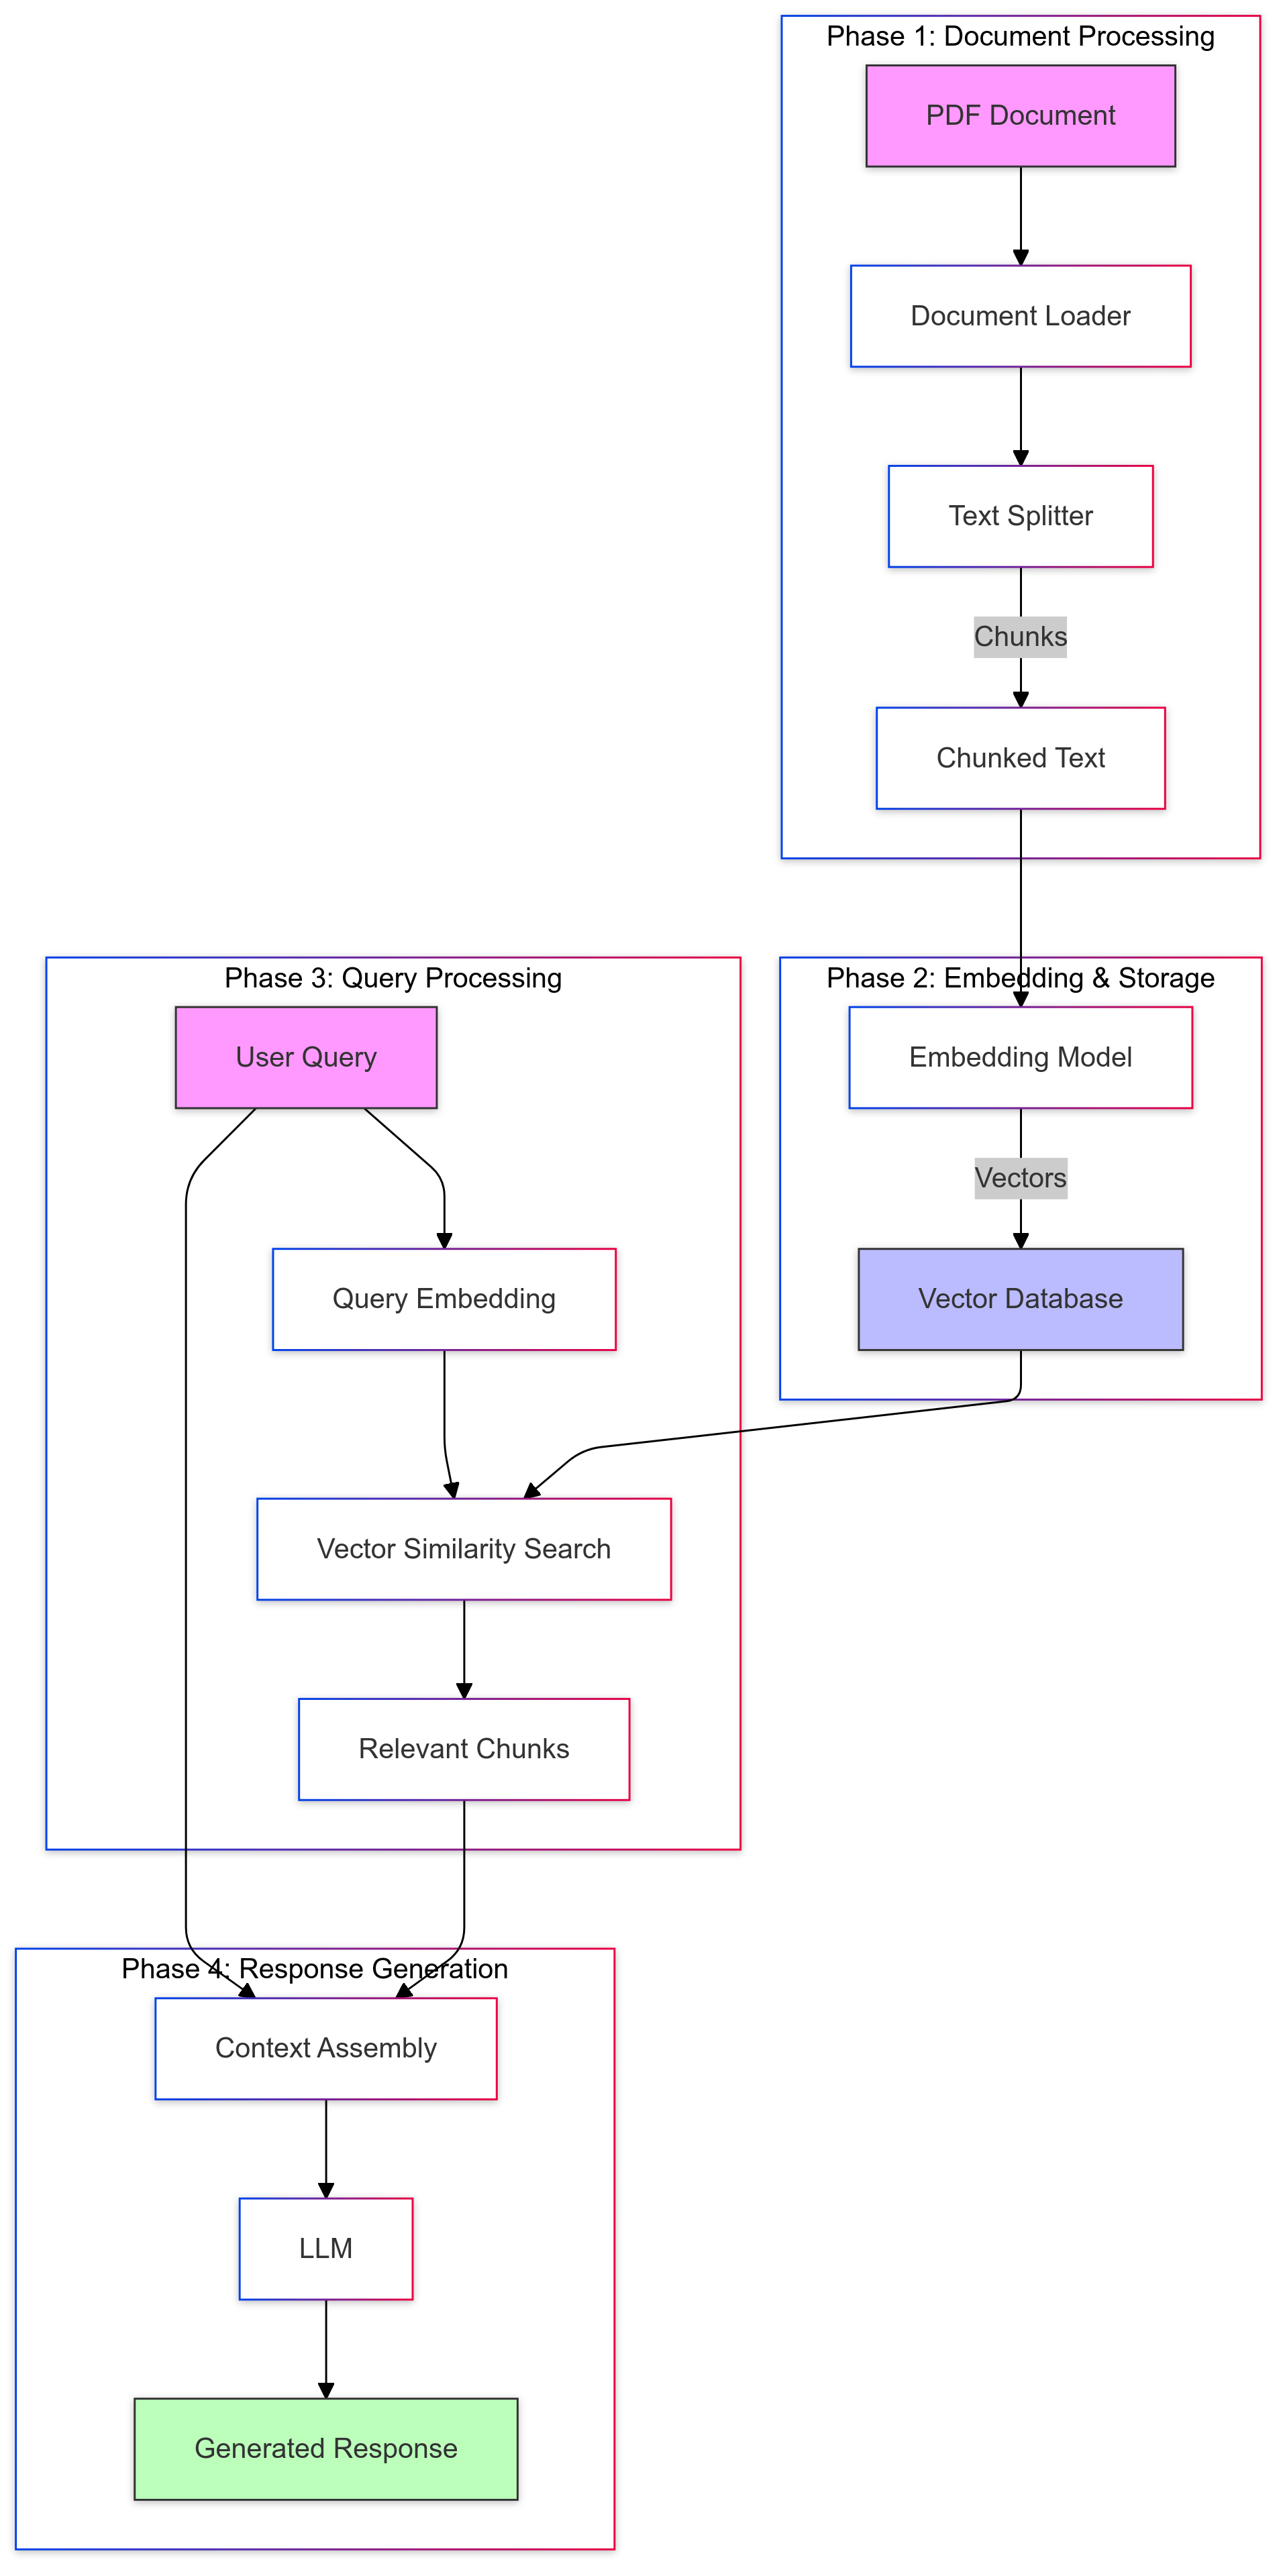 Phase 1: Document Processing
PDF Document
Document Loader
Text Splitter
Chunks
Chunked Text
Phase 2: Embedding & Storage
Embedding Model
Vectors
Vector Database
Phase 3: Query Processing
User Query
Query Embedding
Vector Similarity Search
Relevant Chunks
Phase 4: Response Generation
Context Assembly
LLM
Generated Response